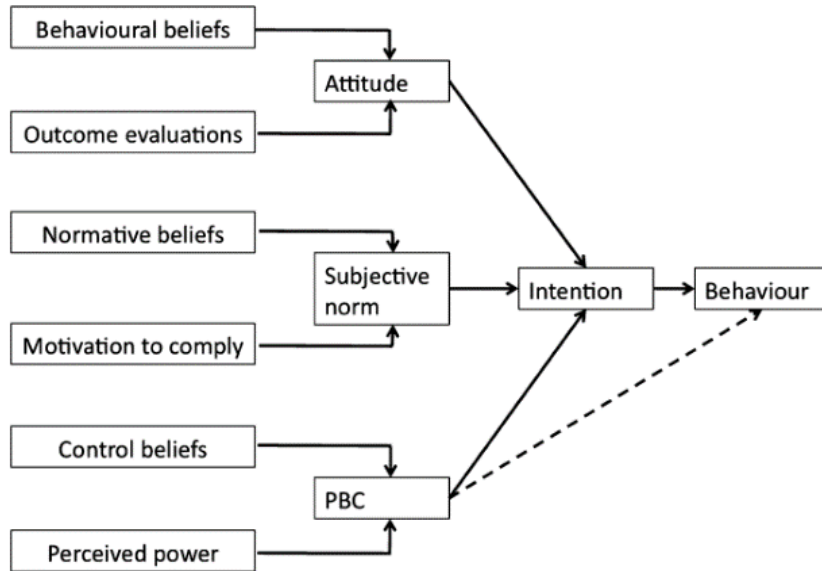 Behavioural beliefs
Attitude
Outcome evaluations
Normative beliefs
Subjective
norm
Motivation to comply
Intention
Behaviour
Control beliefs
PBC
Perceived power